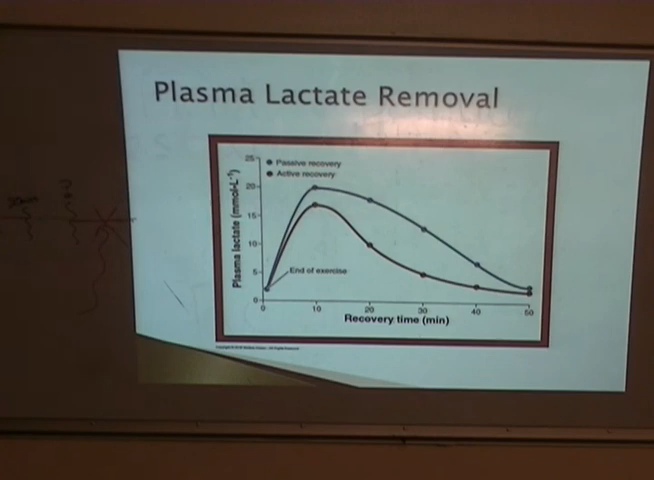 Plasma Lactate Removal
Passive recovery
Active recovery
Plasma lactate (mmol·L⁻¹)
25
20
15
10
5
0
End of exercise
0 10 20 30 40 50
Recovery time (min)